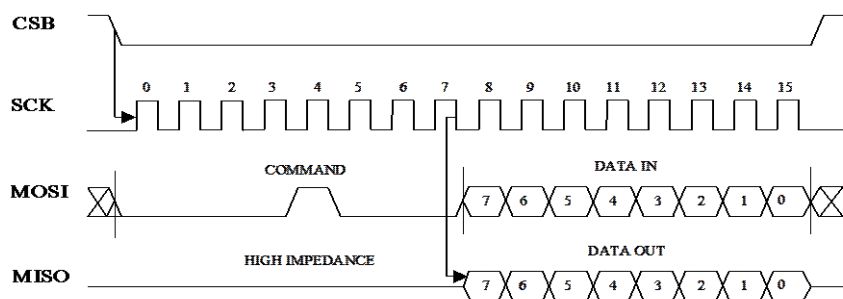 CSB
0 1 2 3 4 5 6 7 8 9 10 11 12 13 14 15
SCK
COMMAND DATA IN
MOSI 7 6 5 4 3 2 1 0
HIGH IMPEDANCE DATA OUT
MISO 7 6 5 4 3 2 1 0